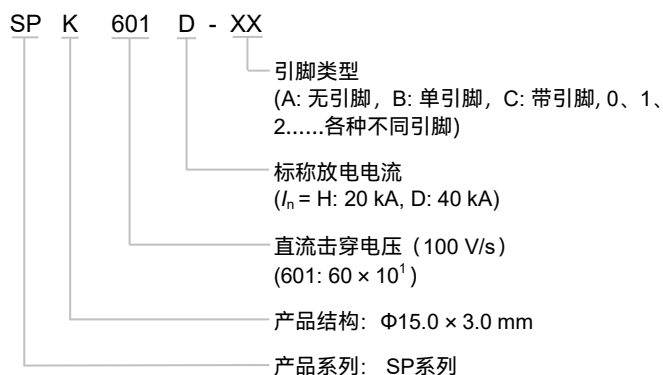 SP K 601 D - XX
引脚类型
(A: 无引脚，B: 单引脚，C: 带引脚, 0、1、
2......各种不同引脚)
标称放电电流
(In = H: 20 kA, D: 40 kA)
直流击穿电压（100 V/s）
(601: 60 × 10¹)
产品结构：Φ15.0 × 3.0 mm
产品系列： SP系列